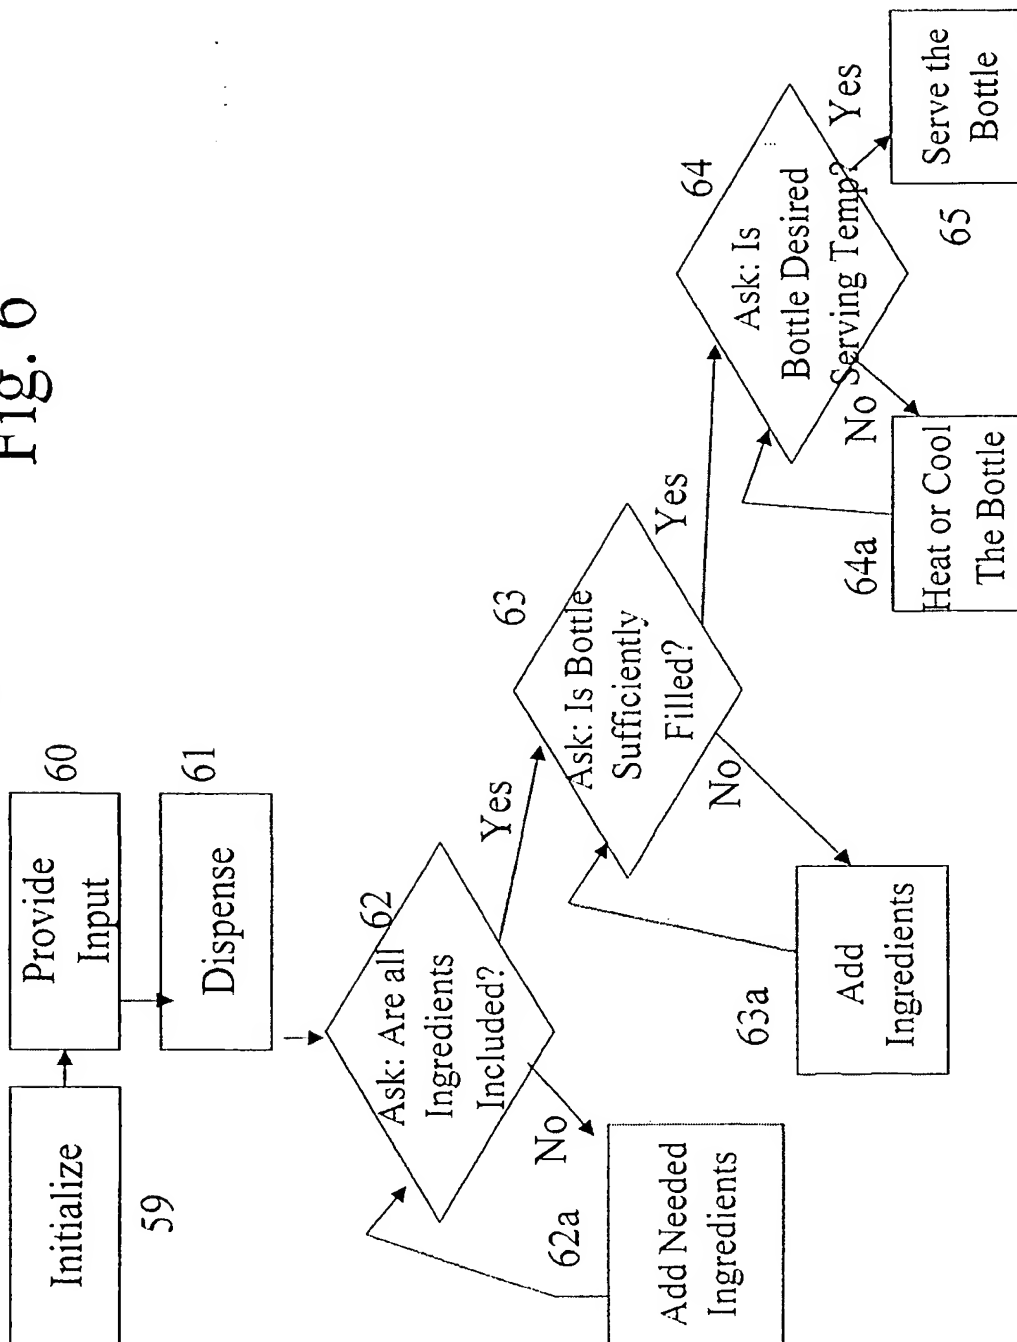 Fig. 6
Initialize
59
Provide
Input
60
Dispense
61
62
Ask: Are all
Ingredients
Included?
Yes
No
62a
Add Needed
Ingredients
63
Ask: Is Bottle
Sufficiently
Filled?
Yes
No
63a
Add
Ingredients
64
Ask: Is
Bottle Desired
Serving Temp?
Yes
No
64a
Heat or Cool
The Bottle
65
Serve the
Bottle